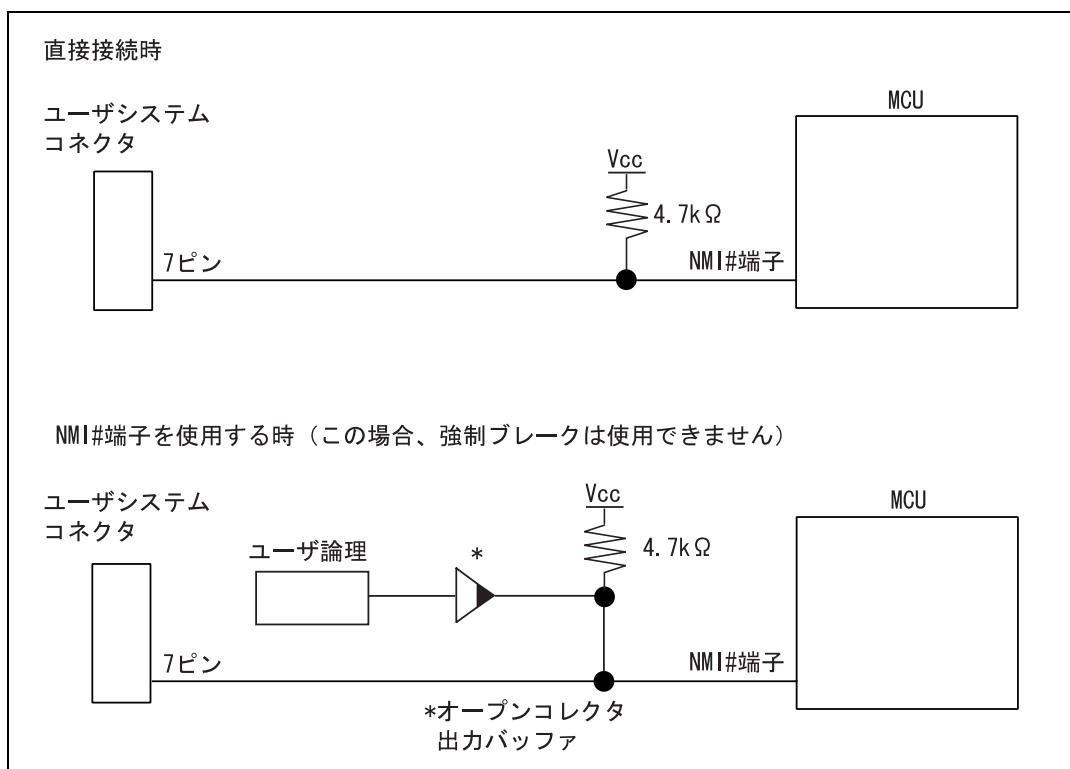 直接接続時
ユーザシステム
コネクタ
MCU
Vcc
4.7kΩ
7ピン
NMI#端子
NMI#端子を使用する時（この場合、強制ブレークは使用できません）
ユーザシステム
コネクタ
Vcc
MCU
ユーザ論理
*
4.7kΩ
7ピン
NMI#端子
*オープンコレクタ
出力バッファ